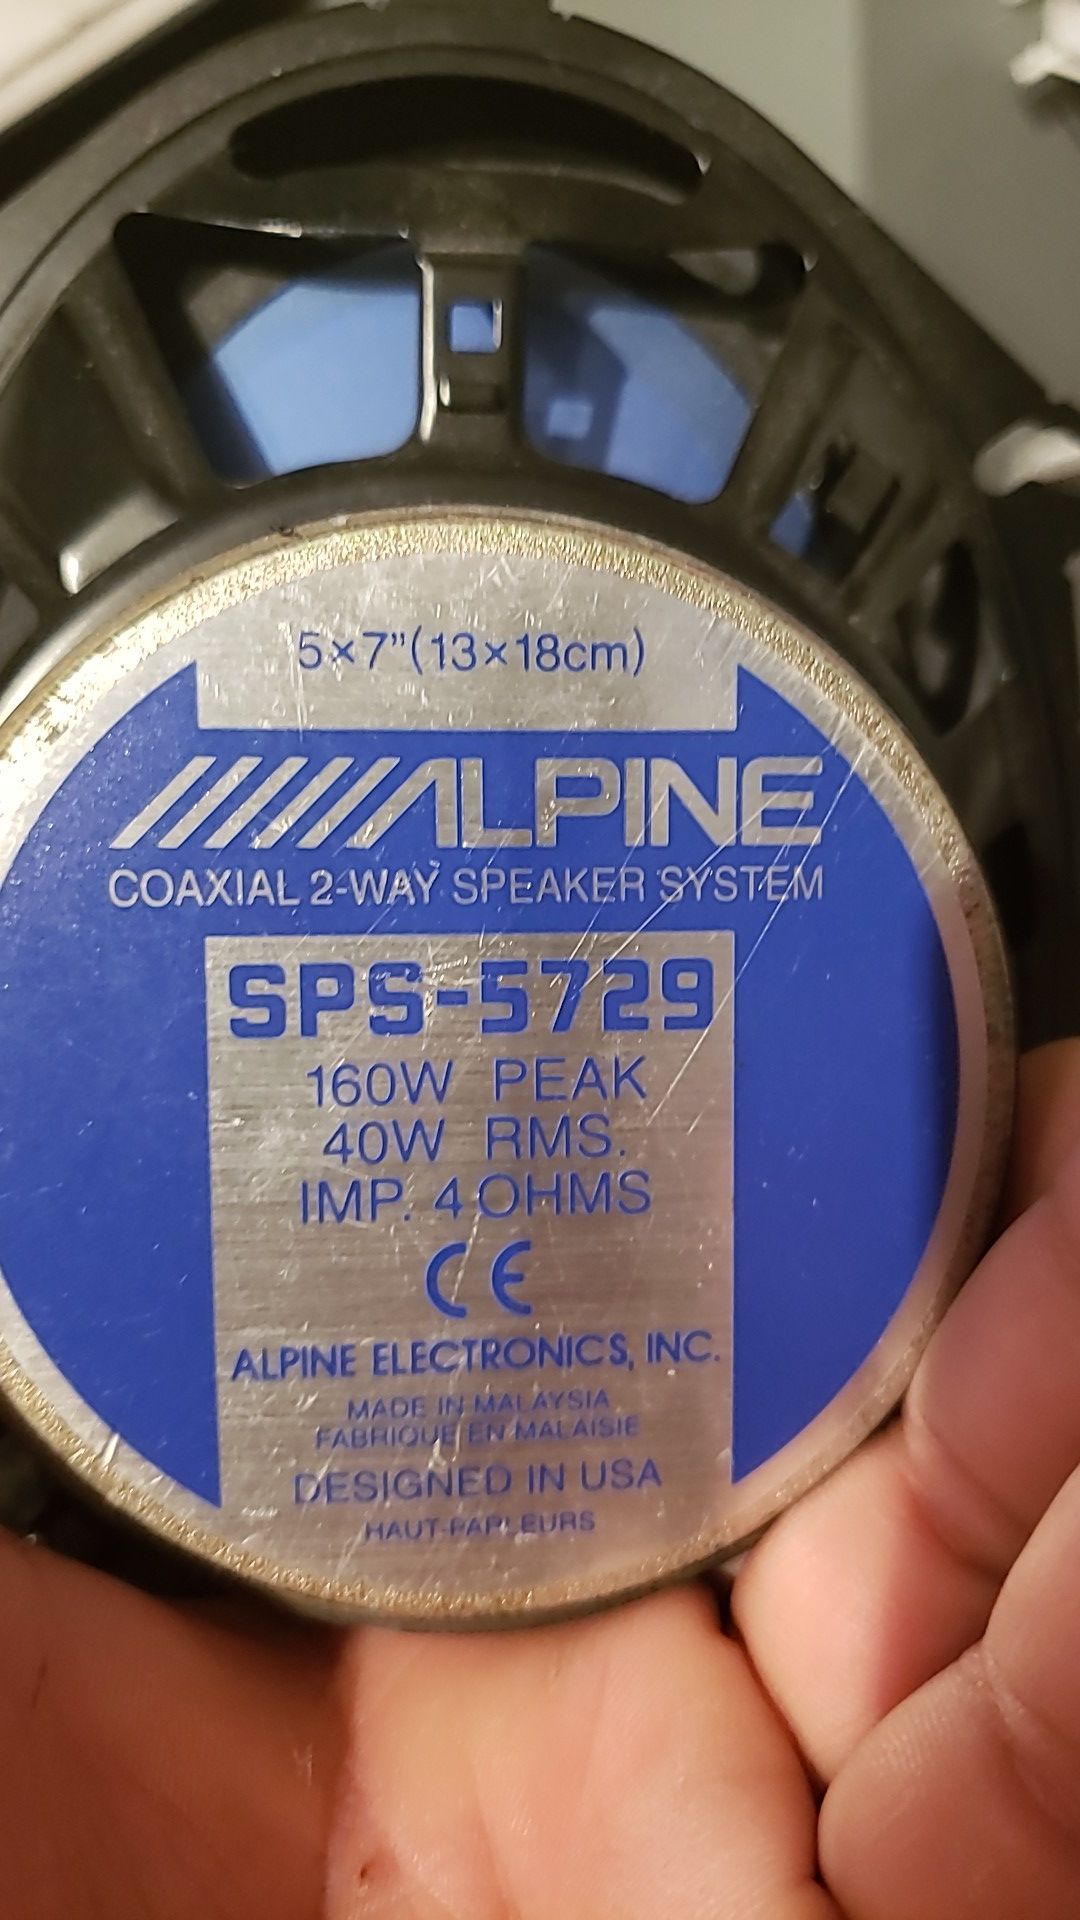 5×7"(13×18cm)
ALPINE
COAXIAL 2-WAY SPEAKER SYSTEM
SPS-5729
160W PEAK
40W RMS.
IMP. 4 OHMS
CE
ALPINE ELECTRONICS, INC.
MADE IN MALAYSIA
FABRIQUE EN MALAISIE
DESIGNED IN USA
HAUT-PARLEURS